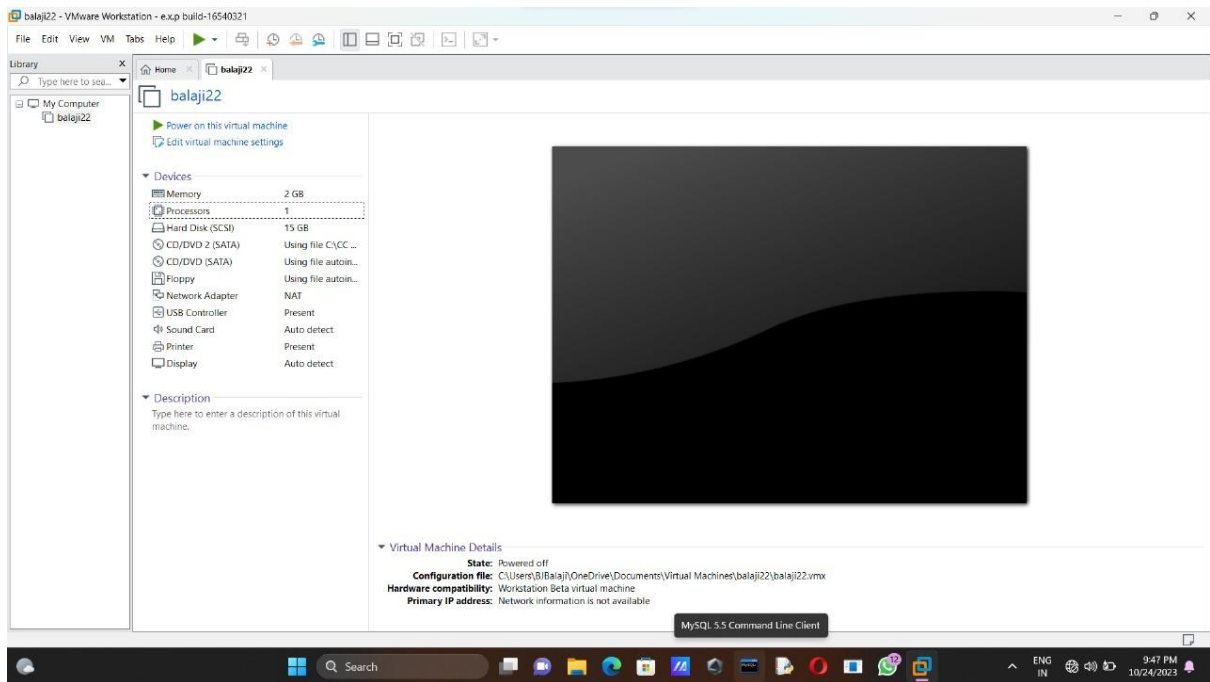 balaji22 - VMware Workstation - e.x.p build-16540321
File Edit View VM Tabs Help
Library X
Type here to sea...
My Computer
balaji22
Home × balaji22 ×
balaji22
Power on this virtual machine
Edit virtual machine settings
Devices
Memory 2 GB
Processors 1
Hard Disk (SCSI) 15 GB
CD/DVD 2 (SATA) Using file C:\CC ...
CD/DVD (SATA) Using file autoin...
Floppy Using file autoin...
Network Adapter NAT
USB Controller Present
Sound Card Auto detect
Printer Present
Display Auto detect
Description
Type here to enter a description of this virtual
machine.
Virtual Machine Details
State: Powered off
Configuration file: C:\Users\BJBalaji\OneDrive\Documents\Virtual Machines\balaji22\balaji22.vmx
Hardware compatibility: Workstation Beta virtual machine
Primary IP address: Network information is not available
MySQL 5.5 Command Line Client
Search
12
ENG
IN
9:47 PM
10/24/2023